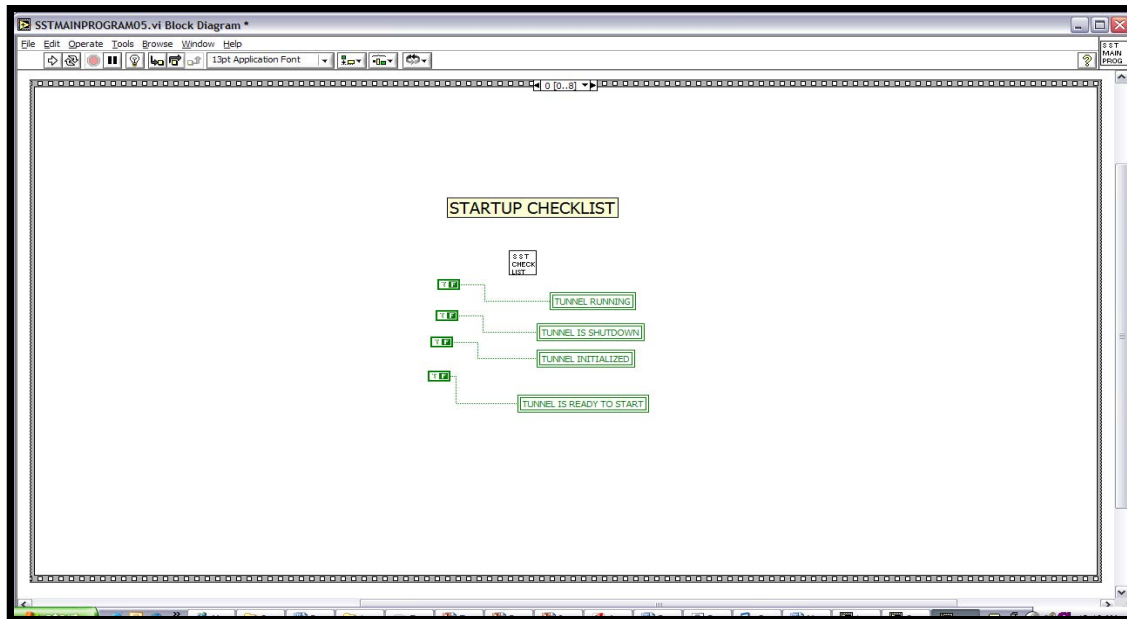 SSTMAINPROGRAM05.vi Block Diagram *
File Edit Operate Tools Browse Window Help
13pt Application Font
?
SST
MAIN
PROG
0 [0..8]
STARTUP CHECKLIST
SST
CHECK
LIST
T F
TUNNEL RUNNING
T F
TUNNEL IS SHUTDOWN
T F
TUNNEL INITIALIZED
T F
TUNNEL IS READY TO START